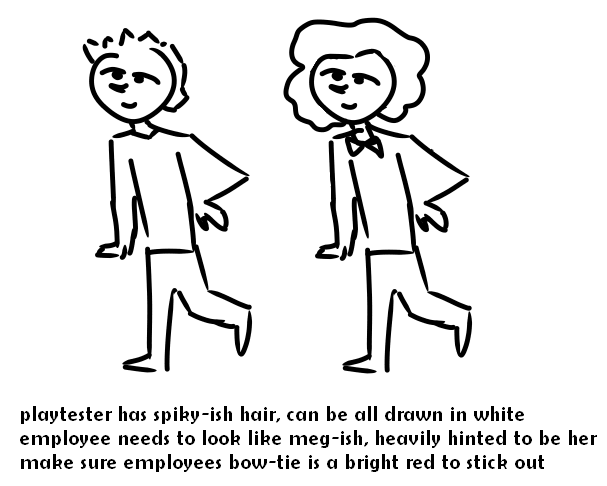 playtester has spiky-ish hair, can be all drawn in white
employee needs to look like meg-ish, heavily hinted to be her
make sure employees bow-tie is a bright red to stick out